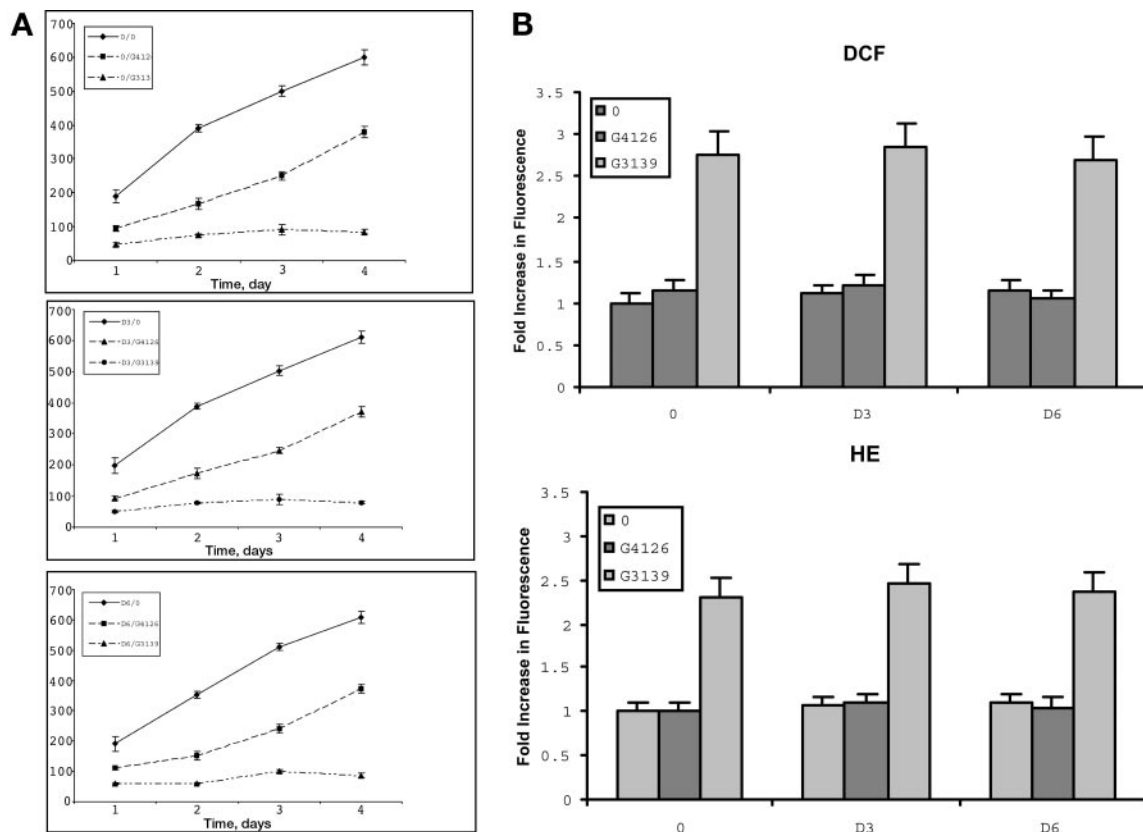 A
700
600
500
400
300
200
100
0
0/0
0/G4126
0/G313
1 2 3 4
Time, day
700
600
500
400
300
200
100
0
D3/0
D3/G4126
D3/G3139
1 2 3 4
Time, days
700
600
500
400
300
200
100
0
D6/0
D6/G4126
D6/G3139
1 2 3 4
Time, days
B
DCF
Fold Increase in Fluorescence
3.5
3
2.5
2
1.5
1
0.5
0
0
G4126
G3139
0 D3 D6
HE
Fold Increase in Fluorescence
3.5
3
2.5
2
1.5
1
0.5
0
0
G4126
G3139
0 D3 D6